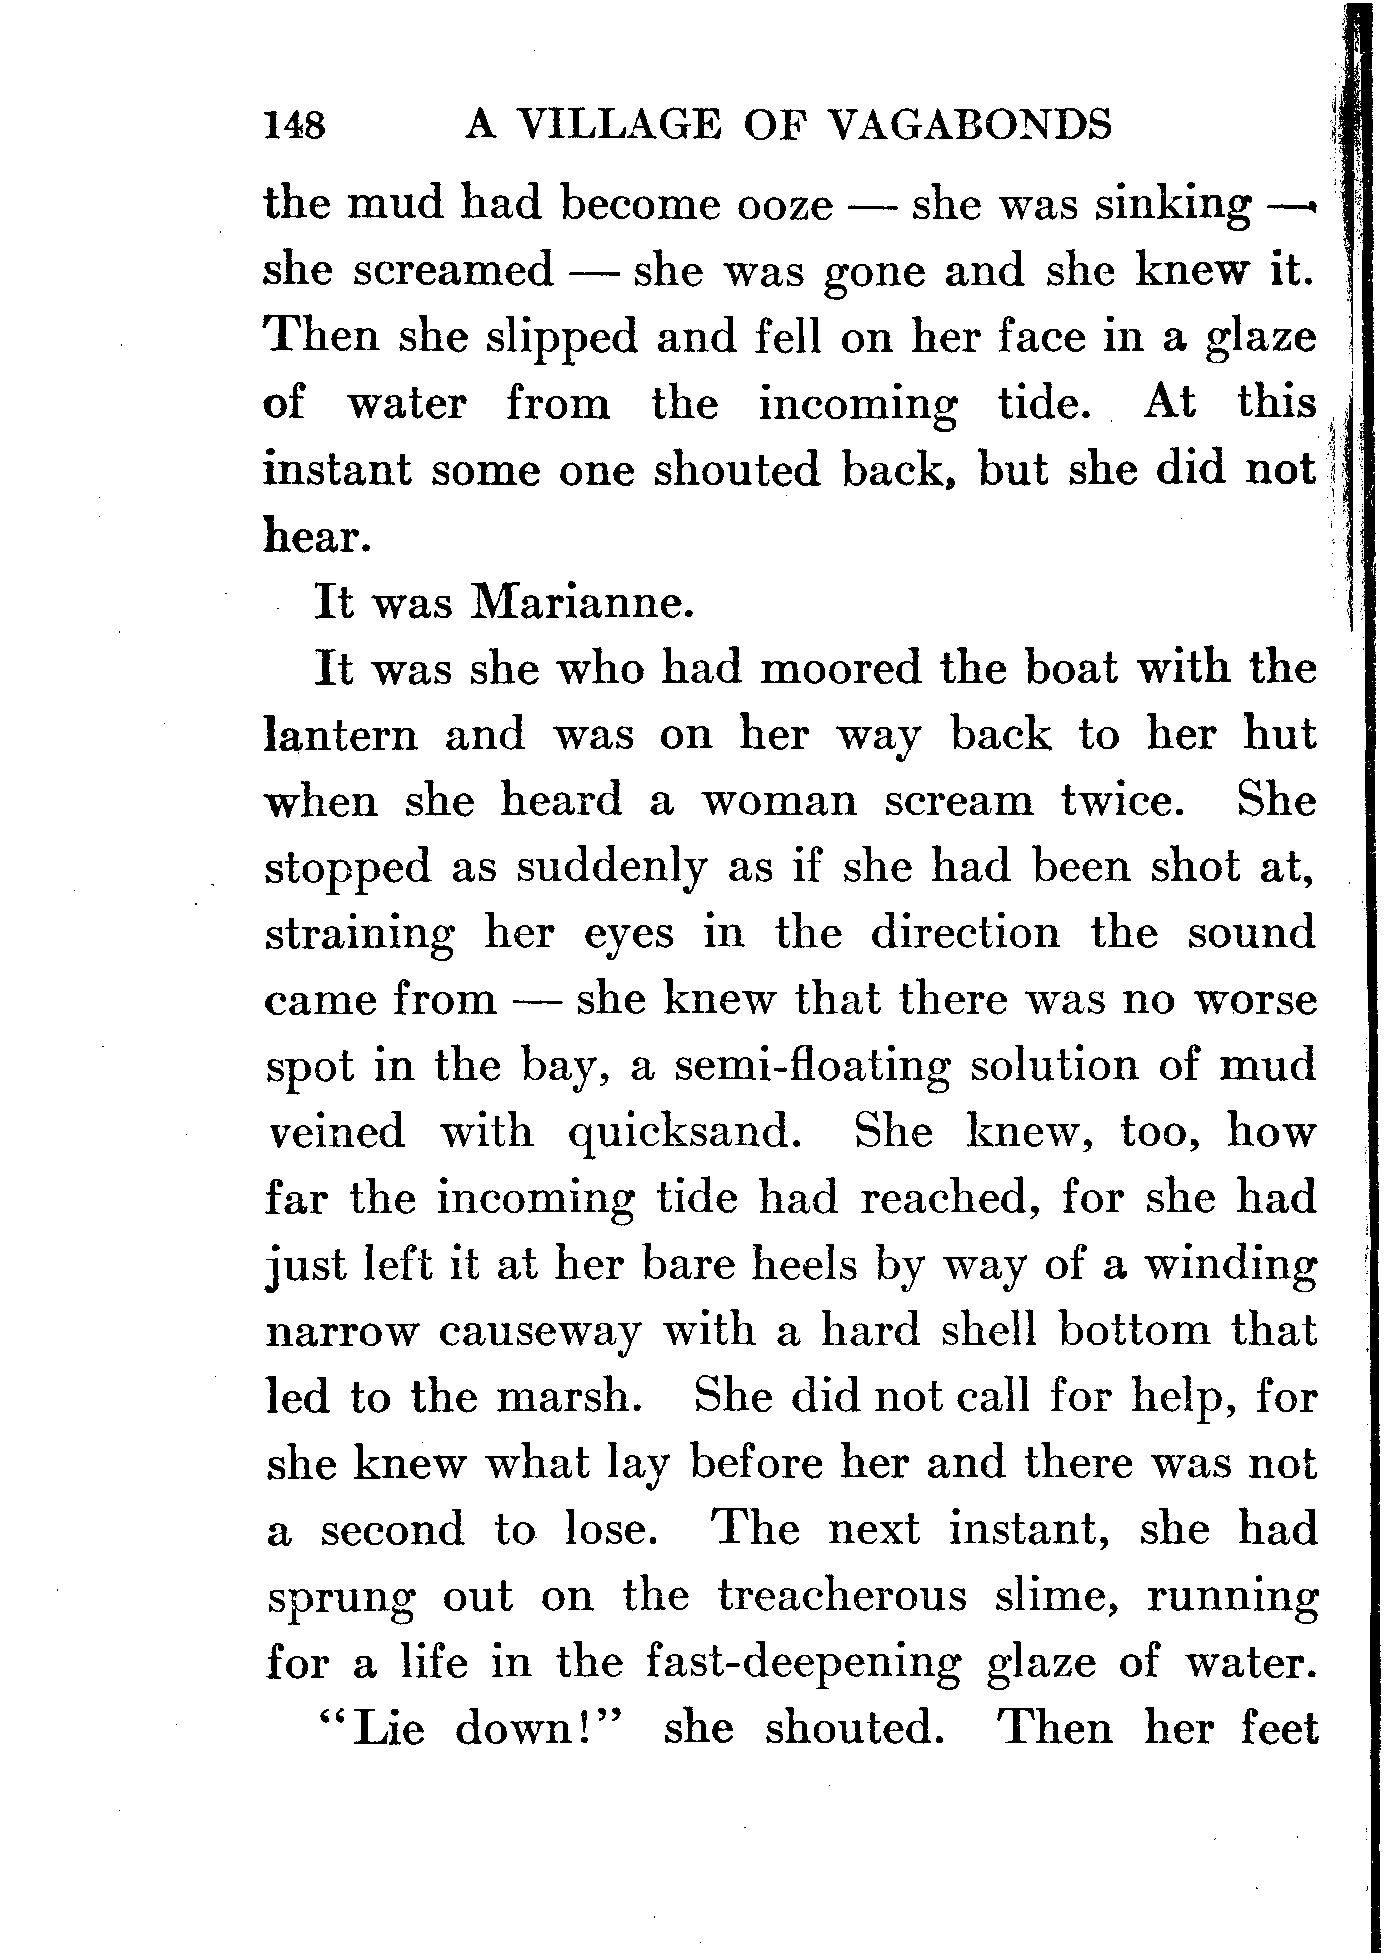 148 A VILLAGE OF VAGABONDS
the mud had become ooze — she was sinking —
she screamed — she was gone and she knew it.
Then she slipped and fell on her face in a glaze
of water from the incoming tide. At this
instant some one shouted back, but she did not
hear.
It was Marianne.
It was she who had moored the boat with the
lantern and was on her way back to her hut
when she heard a woman scream twice. She
stopped as suddenly as if she had been shot at,
straining her eyes in the direction the sound
came from — she knew that there was no worse
spot in the bay, a semi-floating solution of mud
veined with quicksand. She knew, too, how
far the incoming tide had reached, for she had
just left it at her bare heels by way of a winding
narrow causeway with a hard shell bottom that
led to the marsh. She did not call for help, for
she knew what lay before her and there was not
a second to lose. The next instant, she had
sprung out on the treacherous slime, running
for a life in the fast-deepening glaze of water.
“Lie down!” she shouted. Then her feet